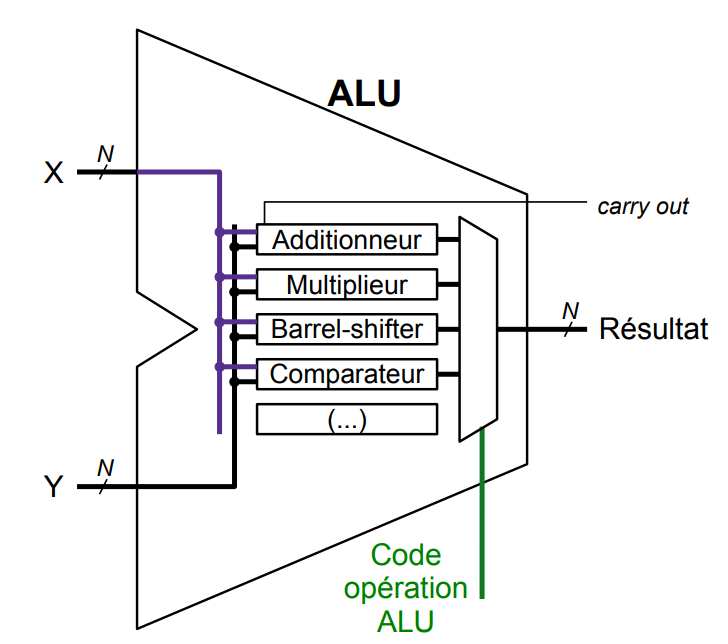 ALU
N
X
carry out
Additionneur
Multiplieur
Barrel-shifter
Comparateur
(...)
N
Résultat
N
Y
Code
opération
ALU